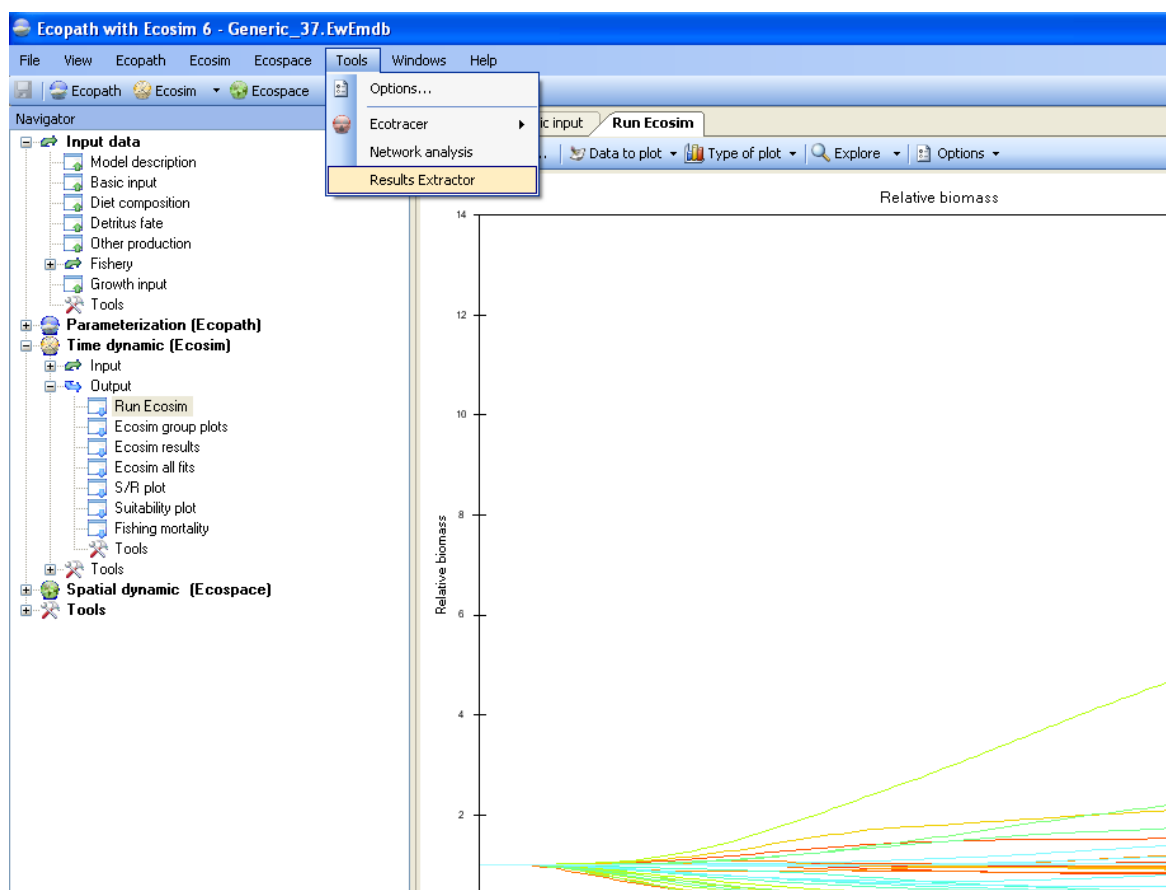 Ecopath with Ecosim 6 - Generic_37.EwEmdb
File View Ecopath Ecosim Ecospace Tools Windows Help
Ecopath Ecosim Ecospace
Options...
Ecotracer
Network analysis
Results Extractor
Navigator
Input data
Model description
Basic input
Diet composition
Detritus fate
Other production
Fishery
Growth input
Tools
Parameterization (Ecopath)
Time dynamic (Ecosim)
Input
Output
Run Ecosim
Ecosim group plots
Ecosim results
Ecosim all fits
S/R plot
Suitability plot
Fishing mortality
Tools
Tools
Spatial dynamic (Ecospace)
Tools
ic input Run Ecosim
.. Data to plot Type of plot Explore Options
Relative biomass
14
12
10
8
6
4
2
Relative biomass